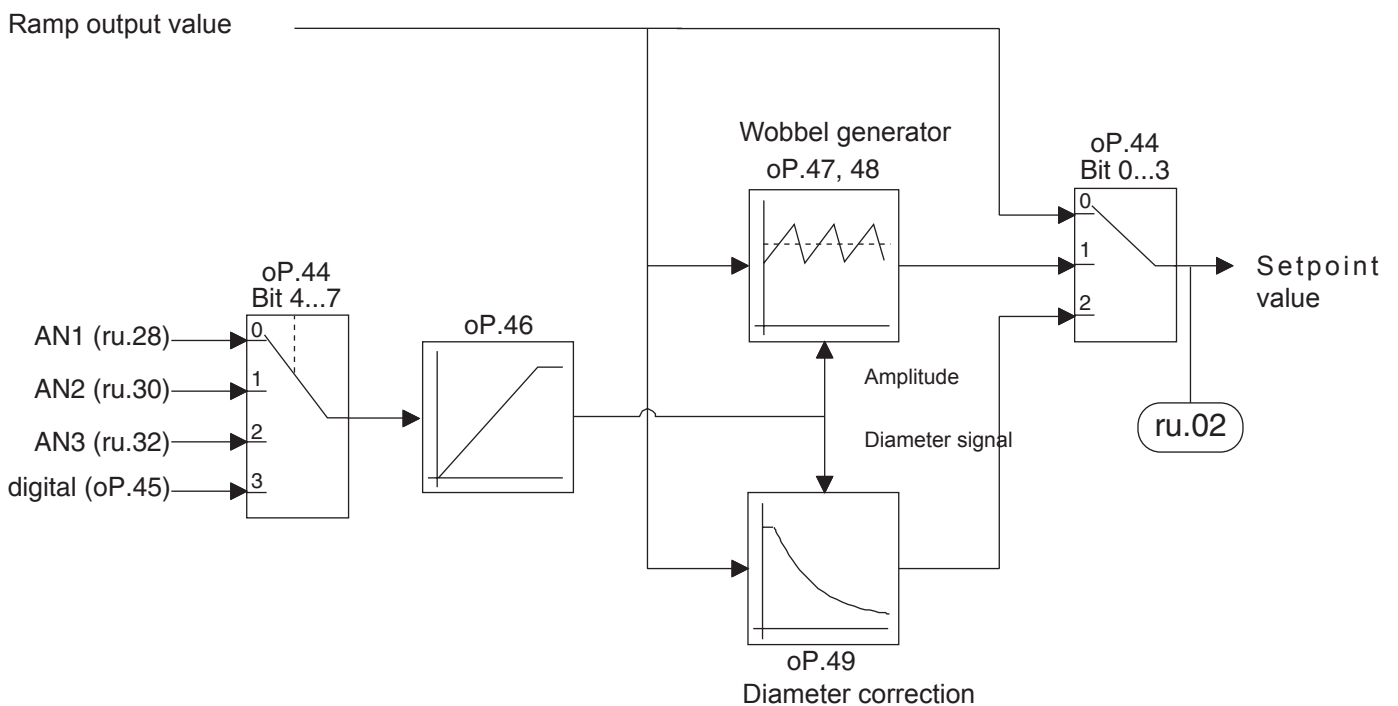 Ramp output value
Wobbel generator
oP.47, 48
oP.44
Bit 0...3
0
1
2
Setpoint
value
ru.02
oP.44
Bit 4...7
AN1 (ru.28)
0
AN2 (ru.30)
1
AN3 (ru.32)
2
digital (oP.45)
3
oP.46
Amplitude
Diameter signal
oP.49
Diameter correction